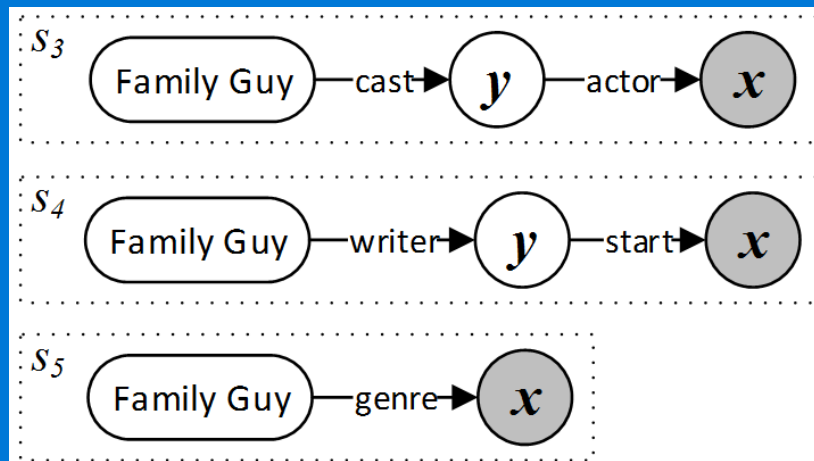 s3
Family Guy cast y actor x
s4
Family Guy writer y start x
s5
Family Guy genre x